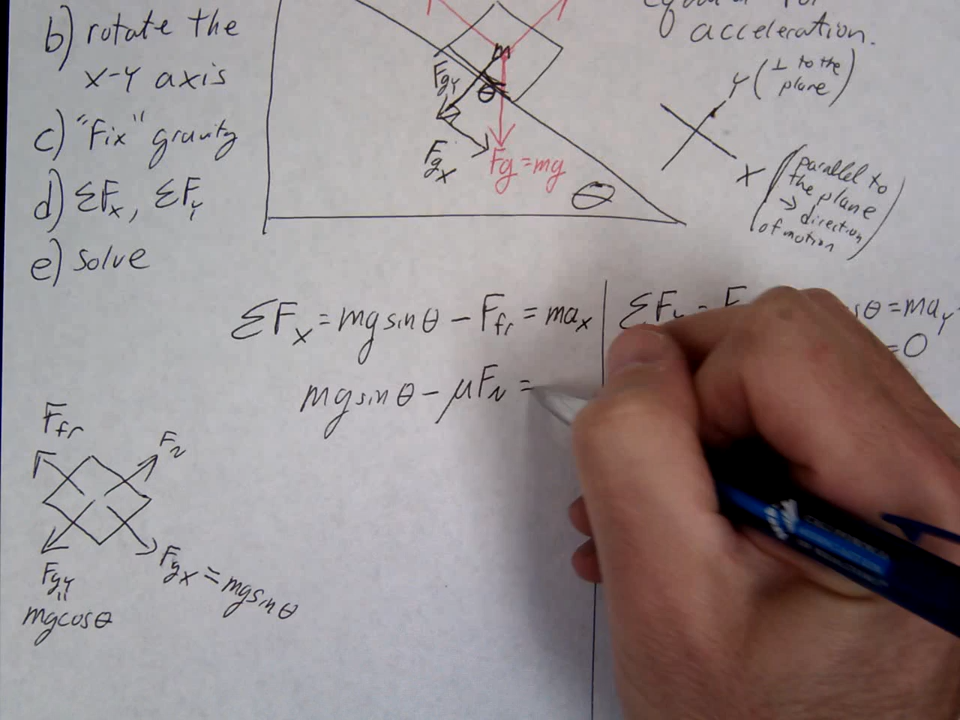 acceleration.
b) rotate the
x-y axis
c) "Fix" gravity
d) ΣFx, ΣFy
e) solve
m
Fgy
θ
Fgx
Fg=mg
θ
y (⊥ to the
plane)
x (parallel to
the plane
→ direction
of motion)
ΣFx = mg sin θ - Ffr = max
ΣFy = F
osθ = may
= 0
mg sin θ - μFN =
Ffr
FN
Fgy
"
mg cos θ
Fgx = mg sin θ